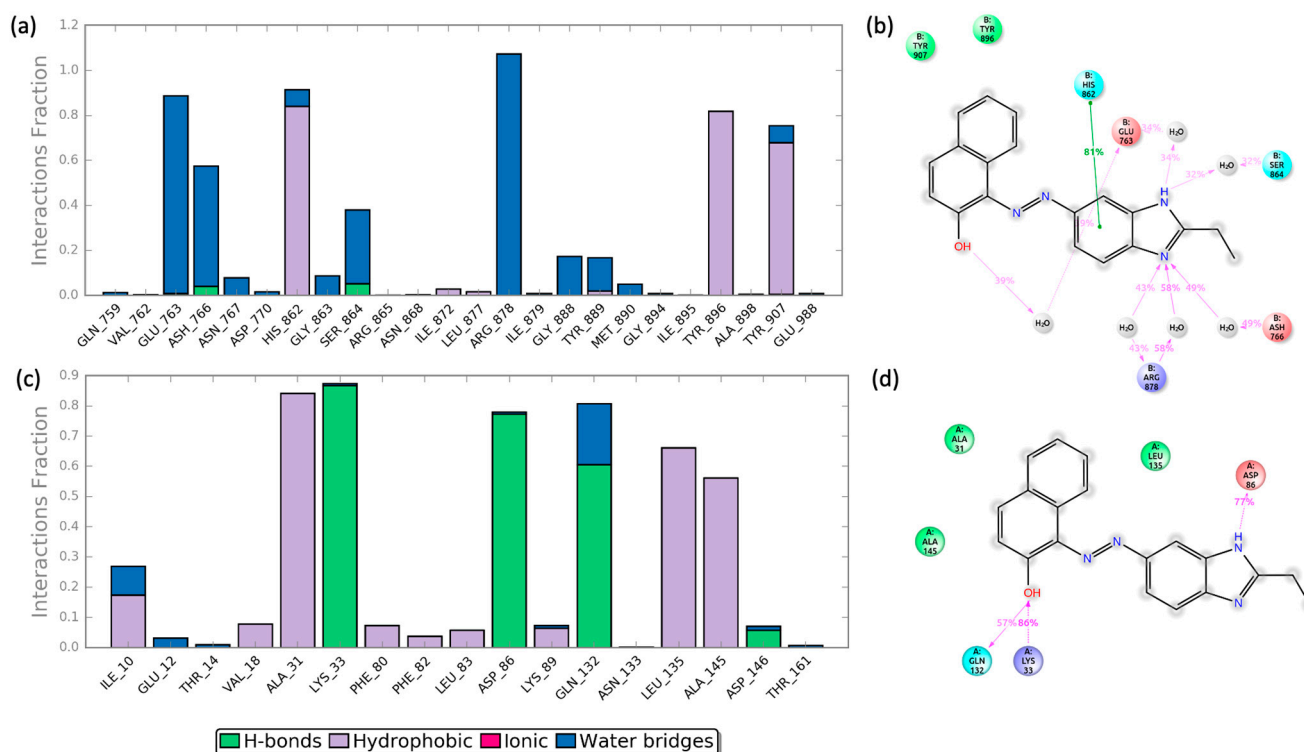 (a)
Interactions Fraction
1.2
1.0
0.8
0.6
0.4
0.2
0.0
GLN_759
VAL_762
GLU_763
ASH_766
ASN_767
ASP_770
HIS_862
GLY_863
SER_864
ARG_865
ASN_868
ILE_872
LEU_877
ARG_878
ILE_879
GLY_888
TYR_889
MET_890
GLY_894
ILE_895
TYR_896
ALA_898
TYR_907
GLU_988
(b)
B:
TYR
907
B:
TYR
896
B:
HIS
862
B:
GLU
763
34%
H₂O
81%
34%
H₂O
32%
B:
SER
864
32%
N
N
H
N
9%
OH
N
39%
43%
58%
49%
H₂O
H₂O
H₂O
H₂O
49%
B:
ASH
766
43%
58%
B:
ARG
878
(c)
Interactions Fraction
0.9
0.8
0.7
0.6
0.5
0.4
0.3
0.2
0.1
0.0
ILE_10
GLU_12
THR_14
VAL_18
ALA_31
LYS_33
PHE_80
PHE_82
LEU_83
ASP_86
LYS_89
GLN_132
ASN_133
LEU_135
ALA_145
ASP_146
THR_161
(d)
A:
ALA
31
A:
LEU
135
A:
ASP
86
77%
A:
ALA
145
N
N
H
N
OH
N
57%
86%
A:
GLN
132
A:
LYS
33
H-bonds
Hydrophobic
Ionic
Water bridges